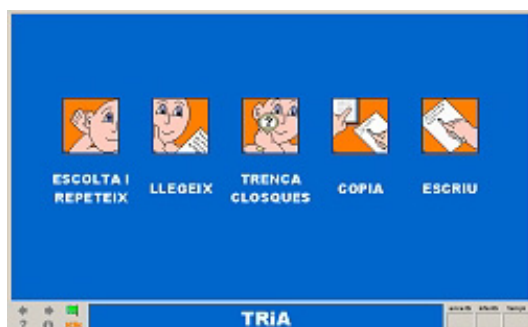 ESCOLTA I
REPETEIX
LLEGEIX
TRENCA
CLOSQUES
COPIA
ESCRIU
TRiA